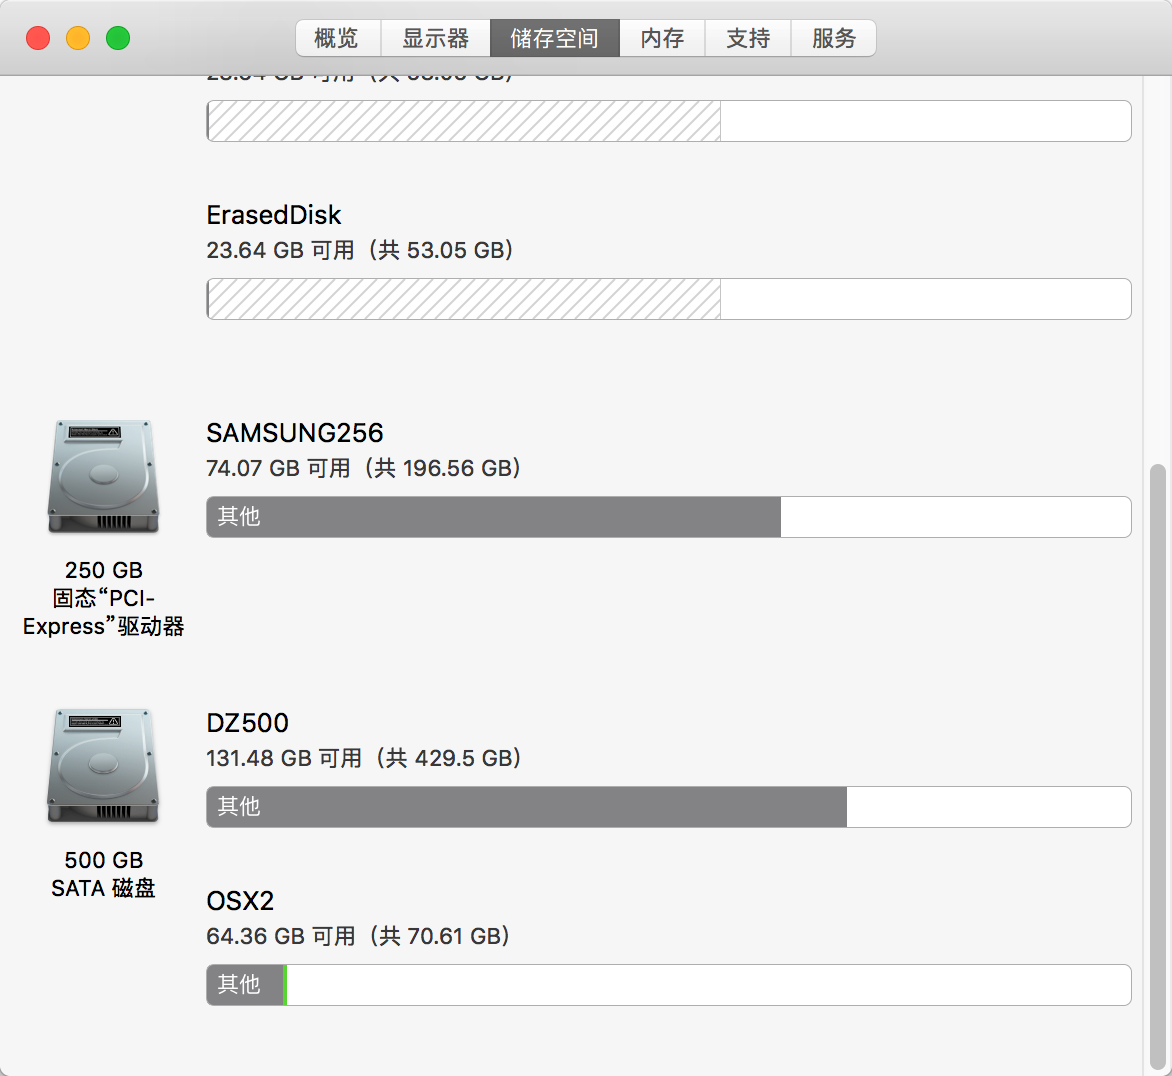 概览 显示器 储存空间 内存 支持 服务
ErasedDisk
23.64 GB 可用（共 53.05 GB）
SAMSUNG256
74.07 GB 可用（共 196.56 GB）
其他
250 GB
固态“PCI-
Express”驱动器
DZ500
131.48 GB 可用（共 429.5 GB）
其他
500 GB
SATA 磁盘
OSX2
64.36 GB 可用（共 70.61 GB）
其他